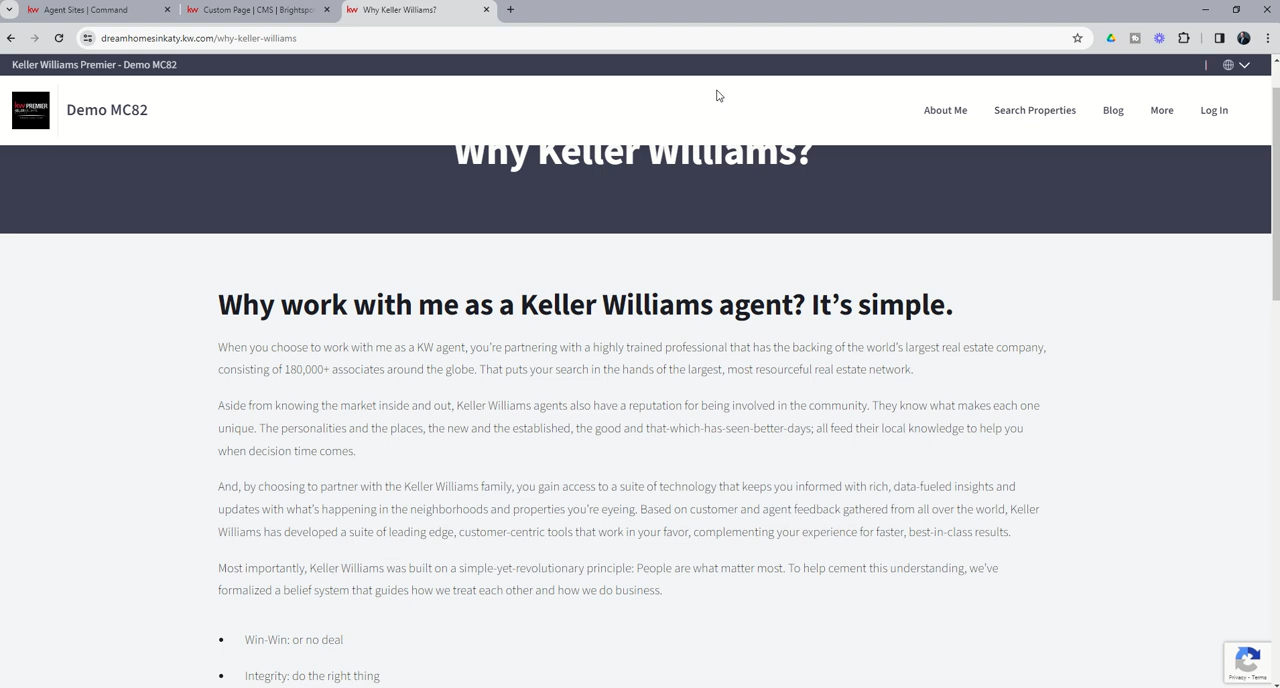 Agent Sites | Command
Custom Page | CMS | Brightspo
Why Keller Williams?
dreamhomesinkaty.kw.com/why-keller-williams
Keller Williams Premier - Demo MC82
kw PREMIER
Demo MC82
About Me
Search Properties
Blog
More
Log In
Why Keller Williams?
Why work with me as a Keller Williams agent? It’s simple.
When you choose to work with me as a KW agent, you’re partnering with a highly trained professional that has the backing of the world’s largest real estate company,
consisting of 180,000+ associates around the globe. That puts your search in the hands of the largest, most resourceful real estate network.
Aside from knowing the market inside and out, Keller Williams agents also have a reputation for being involved in the community. They know what makes each one
unique. The personalities and the places, the new and the established, the good and that-which-has-seen-better-days; all feed their local knowledge to help you
when decision time comes.
And, by choosing to partner with the Keller Williams family, you gain access to a suite of technology that keeps you informed with rich, data-fueled insights and
updates with what’s happening in the neighborhoods and properties you’re eyeing. Based on customer and agent feedback gathered from all over the world, Keller
Williams has developed a suite of leading edge, customer-centric tools that work in your favor, complementing your experience for faster, best-in-class results.
Most importantly, Keller Williams was built on a simple-yet-revolutionary principle: People are what matter most. To help cement this understanding, we’ve
formalized a belief system that guides how we treat each other and how we do business.
• Win-Win: or no deal
• Integrity: do the right thing
Privacy - Terms